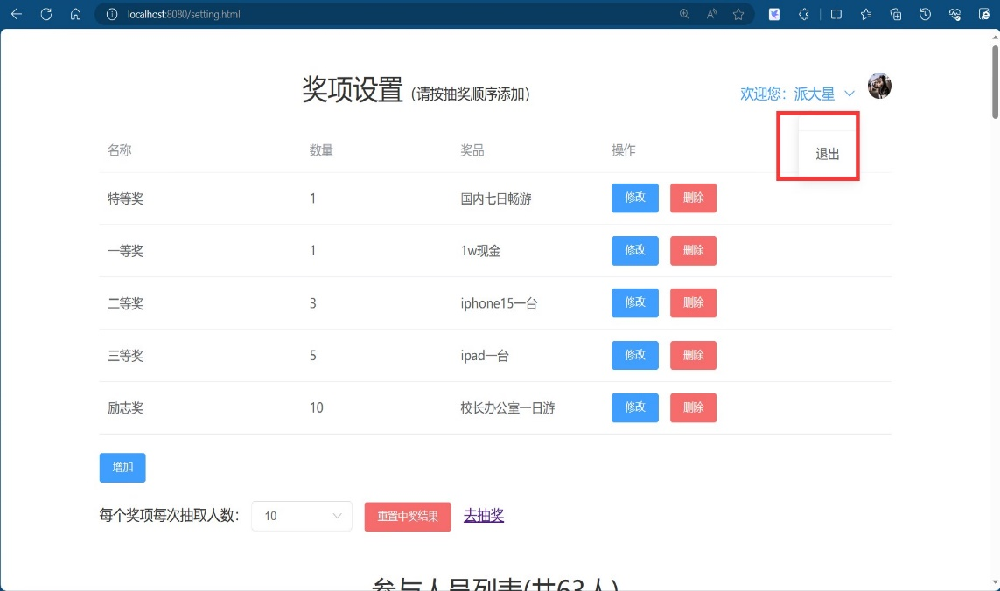 localhost:8080/setting.html
奖项设置 (请按抽奖顺序添加)
欢迎您：派大星
退出
名称 数量 奖品 操作
特等奖 1 国内七日畅游 修改 删除
一等奖 1 1w现金 修改 删除
二等奖 3 iphone15一台 修改 删除
三等奖 5 ipad一台 修改 删除
励志奖 10 校长办公室一日游 修改 删除
增加
每个奖项每次抽取人数： 10 重置中奖结果 去抽奖
参与人员列表(共63人)